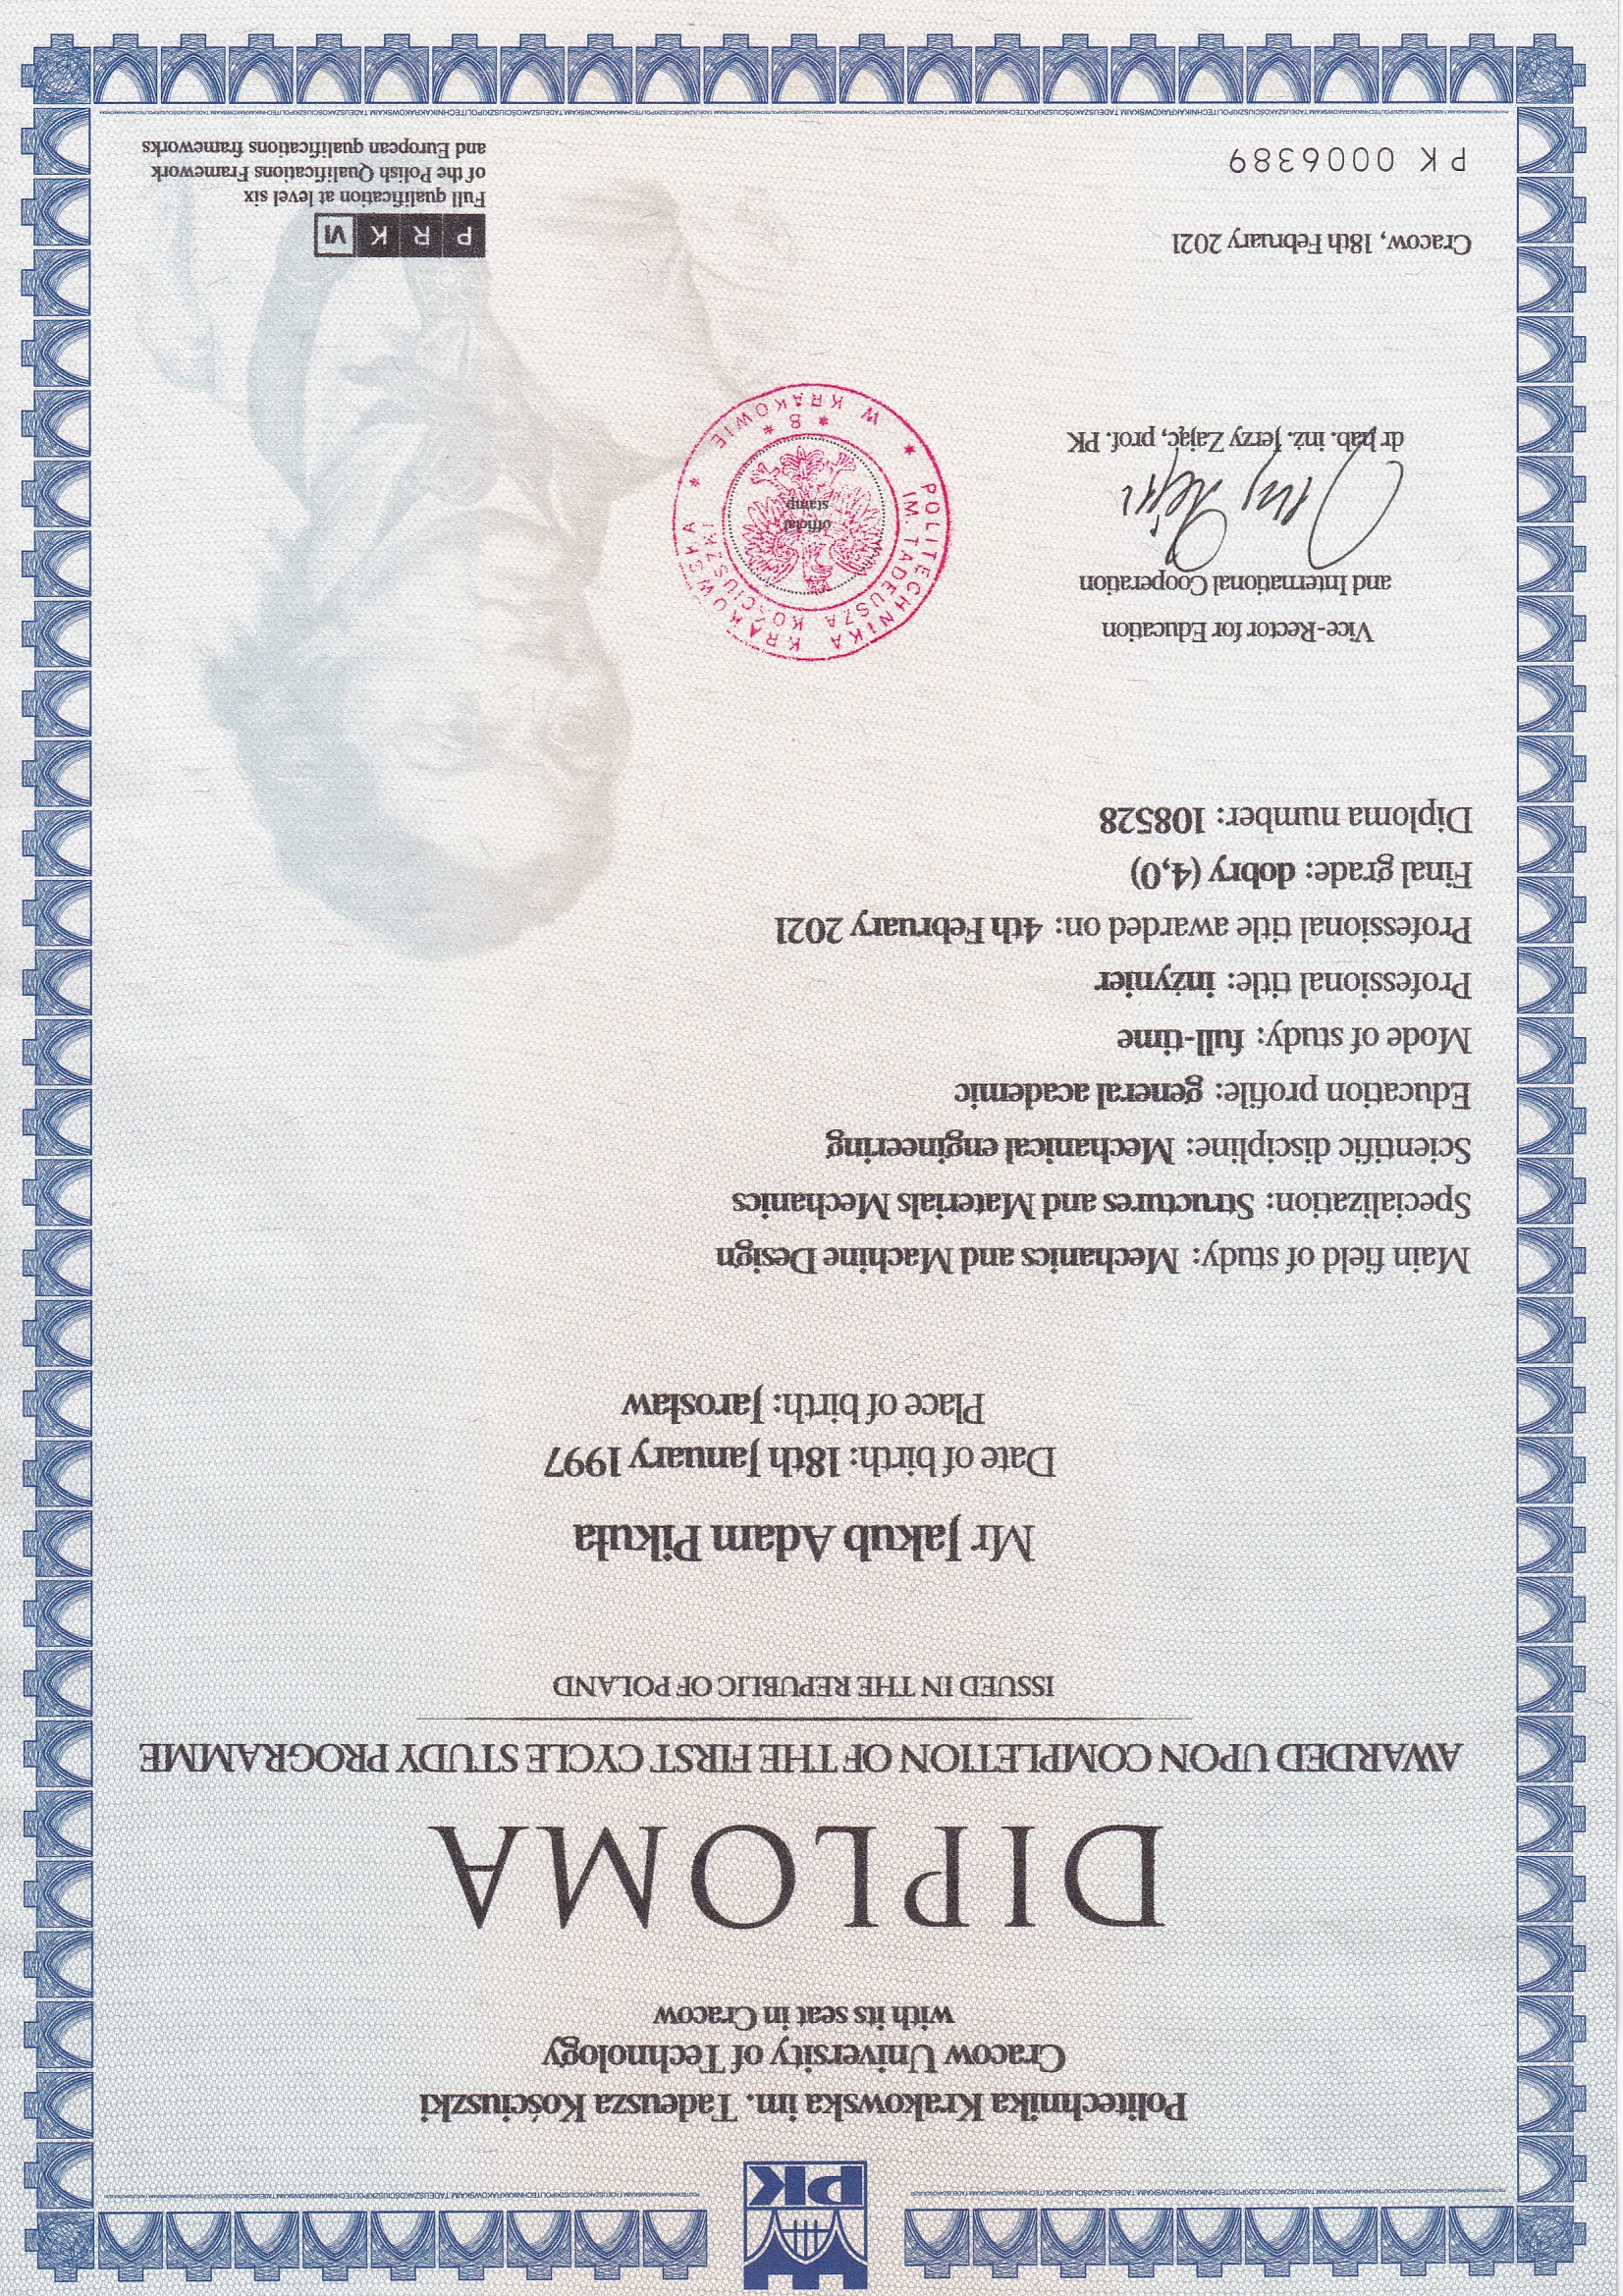 PK
Politechnika Krakowska im. Tadeusza Kościuszki
Cracow University of Technology
with its seat in Cracow
DIPLOMA
AWARDED UPON COMPLETION OF THE FIRST CYCLE STUDY PROGRAMME
ISSUED IN THE REPUBLIC OF POLAND
Mr Jakub Adam Pikuła
Date of birth: 18th January 1997
Place of birth: Jarosław
Main field of study: Mechanics and Machine Design
Specialization: Structures and Materials Mechanics
Scientific discipline: Mechanical engineering
Education profile: general academic
Mode of study: full-time
Professional title: inżynier
Professional title awarded on: 4th February 2021
Final grade: dobry (4,0)
Diploma number: 108528
Vice-Rector for Education
and International Cooperation
dr hab. inż. Jerzy Zając, prof. PK
POLITECHNIKA KRAKOWSKA
IM. TADEUSZA KOŚCIUSZKI
official
stamp
* 8 *
* W KRAKOWIE *
Cracow, 18th February 2021
PK 0006389
PRK VI
Full qualification at level six
of the Polish Qualifications Framework
and European qualifications frameworks